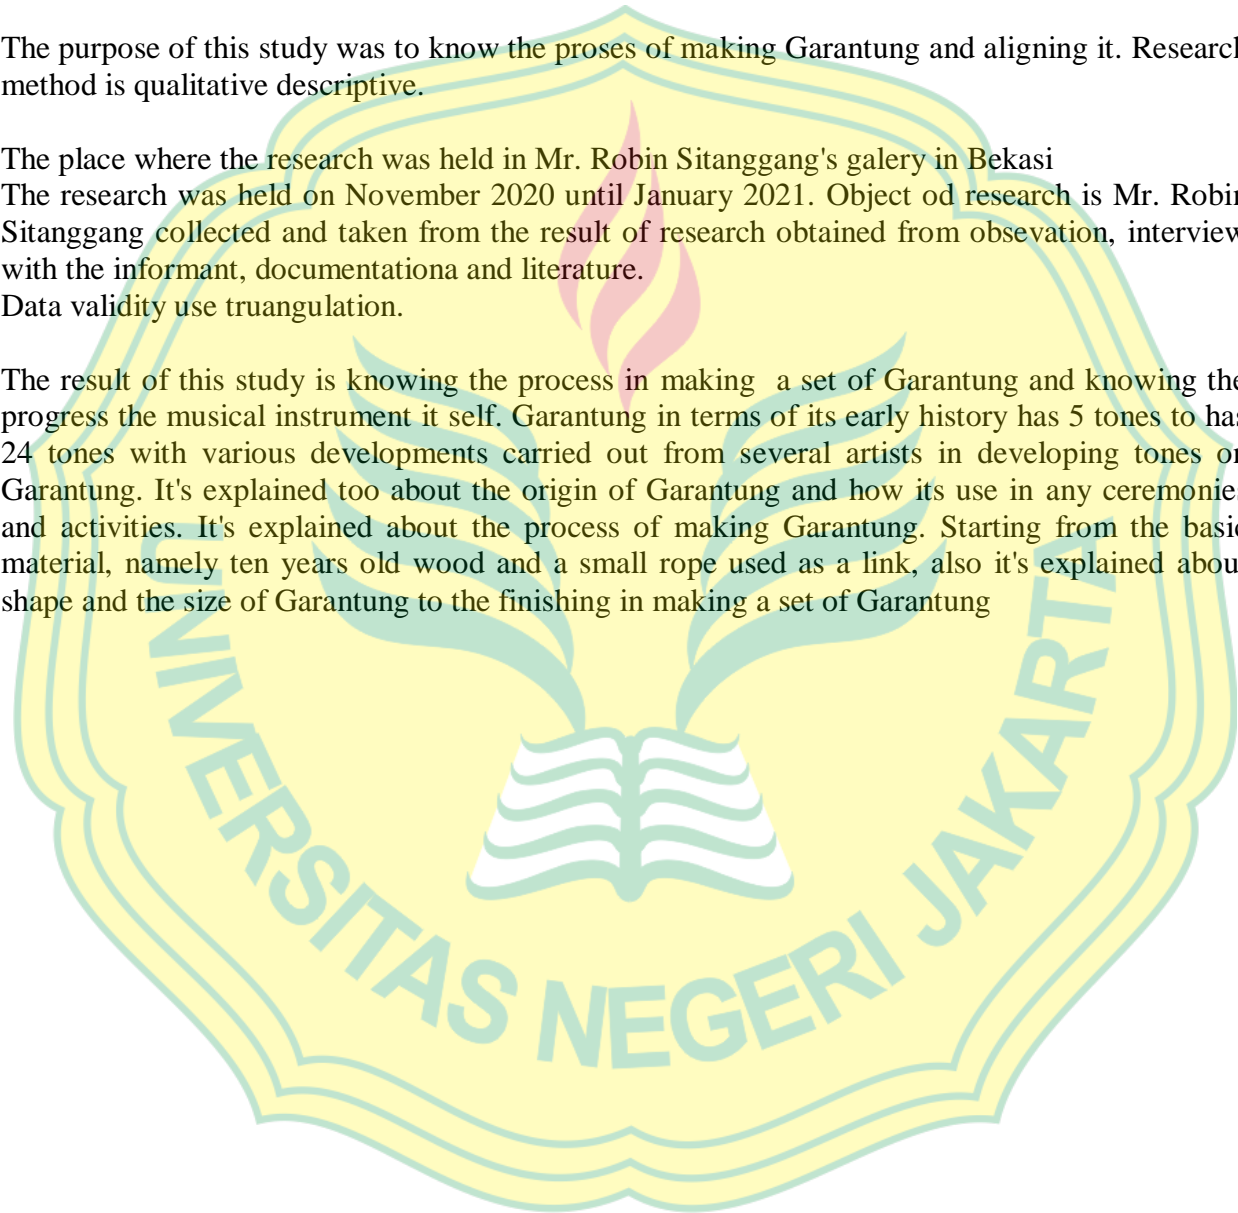 The purpose of this study was to know the proses of making Garantung and aligning it. Research
method is qualitative descriptive.
The place where the research was held in Mr. Robin Sitanggang's galery in Bekasi
The research was held on November 2020 until January 2021. Object od research is Mr. Robin
Sitanggang collected and taken from the result of research obtained from obsevation, interview
with the informant, documentationa and literature.
Data validity use truangulation.
The result of this study is knowing the process in making a set of Garantung and knowing the
progress the musical instrument it self. Garantung in terms of its early history has 5 tones to has
24 tones with various developments carried out from several artists in developing tones on
Garantung. It's explained too about the origin of Garantung and how its use in any ceremonies
and activities. It's explained about the process of making Garantung. Starting from the basic
material, namely ten years old wood and a small rope used as a link, also it's explained about
shape and the size of Garantung to the finishing in making a set of Garantung
UNIVERSITAS NEGERI JAKARTA